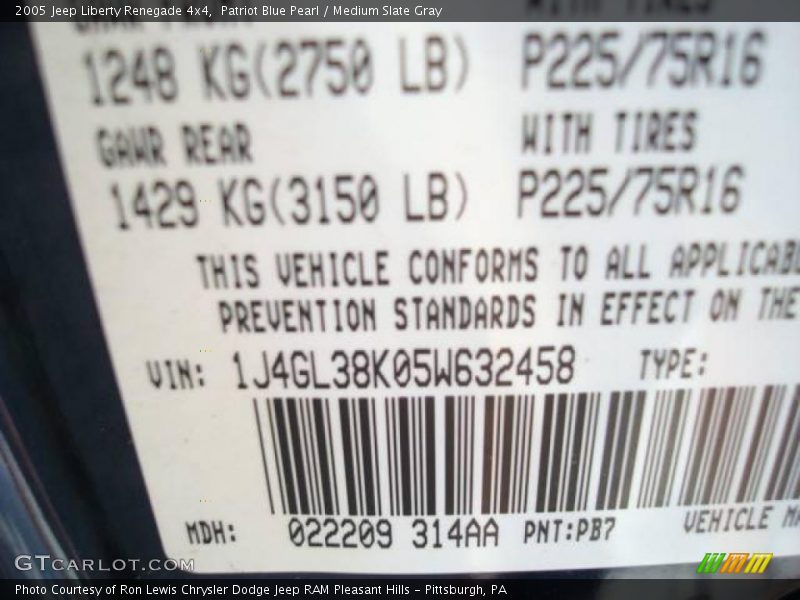 2005 Jeep Liberty Renegade 4x4, Patriot Blue Pearl / Medium Slate Gray
WITH TIRES
1248 KG(2750 LB) P225/75R16
GAWR REAR WITH TIRES
1429 KG(3150 LB) P225/75R16
THIS VEHICLE CONFORMS TO ALL APPLICABL
PREVENTION STANDARDS IN EFFECT ON THE
VIN: 1J4GL38K05W632458 TYPE:
MDH: 022209 314AA PNT:PB7 VEHICLE MA
GTCARLOT.COM
Photo Courtesy of Ron Lewis Chrysler Dodge Jeep RAM Pleasant Hills - Pittsburgh, PA